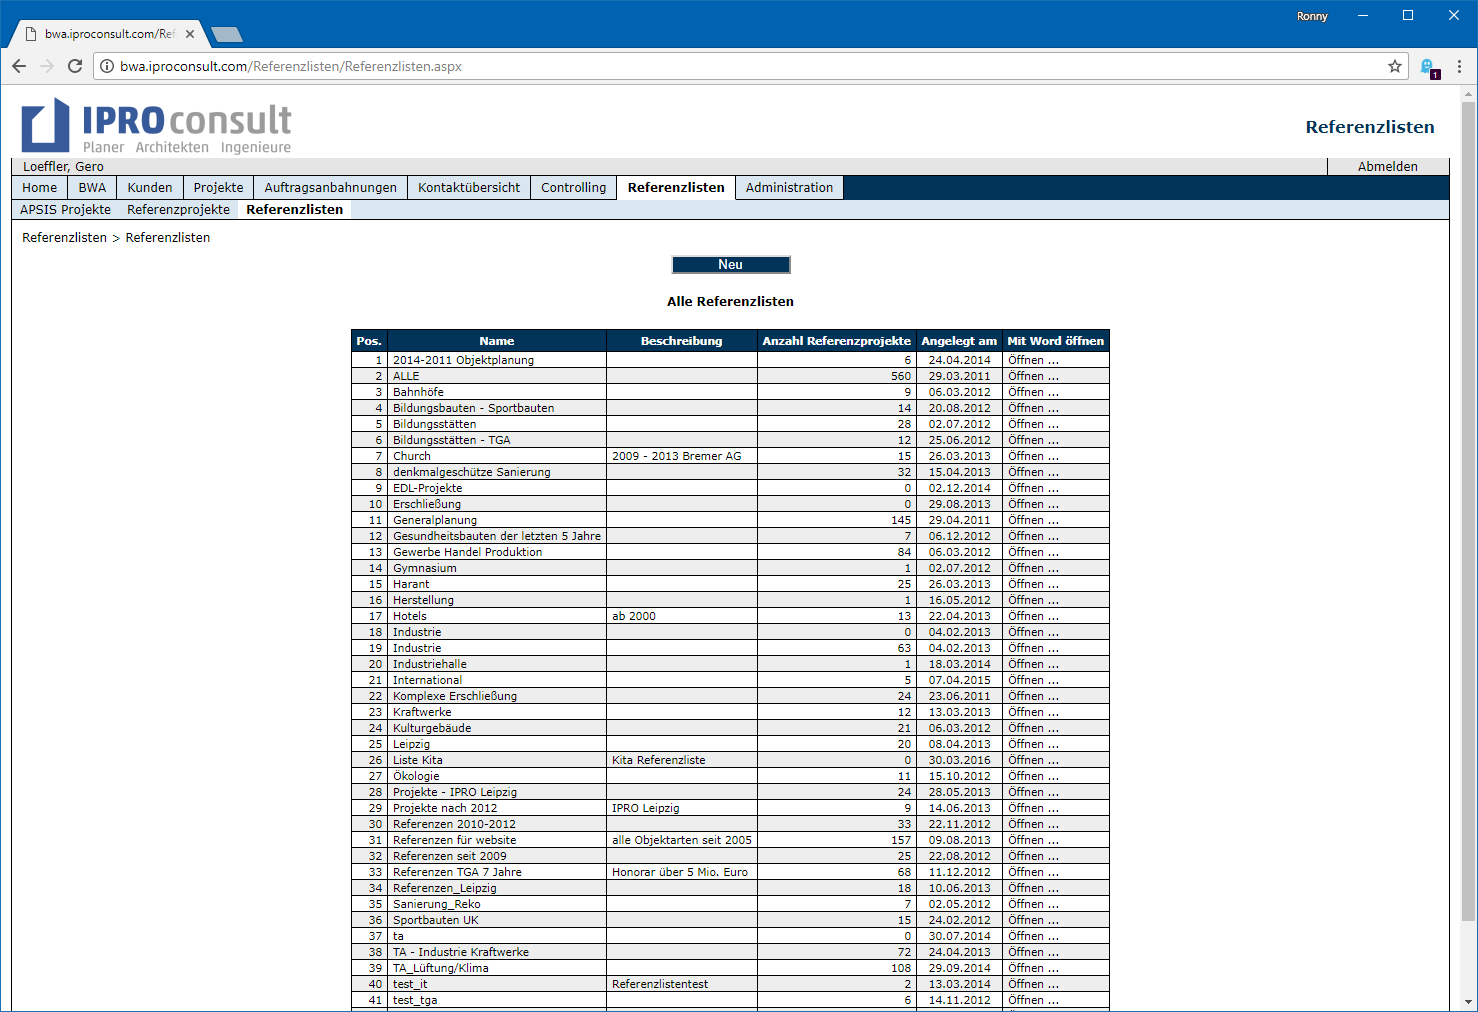 Ronny
bwa.iproconsult.com/Ref
bwa.iproconsult.com/Referenzlisten/Referenzlisten.aspx
1
IPROconsult
Planer Architekten Ingenieure
Referenzlisten
Loeffler, Gero Abmelden
Home BWA Kunden Projekte Auftragsanbahnungen Kontaktübersicht Controlling Referenzlisten Administration
APSIS Projekte Referenzprojekte Referenzlisten
Referenzlisten > Referenzlisten
Neu
Alle Referenzlisten
Pos. Name Beschreibung Anzahl Referenzprojekte Angelegt am Mit Word öffnen
1 2014-2011 Objektplanung 6 24.04.2014 Öffnen ...
2 ALLE 560 29.03.2011 Öffnen ...
3 Bahnhöfe 9 06.03.2012 Öffnen ...
4 Bildungsbauten - Sportbauten 14 20.08.2012 Öffnen ...
5 Bildungsstätten 28 02.07.2012 Öffnen ...
6 Bildungsstätten - TGA 12 25.06.2012 Öffnen ...
7 Church 2009 - 2013 Bremer AG 15 26.03.2013 Öffnen ...
8 denkmalgeschütze Sanierung 32 15.04.2013 Öffnen ...
9 EDL-Projekte 0 02.12.2014 Öffnen ...
10 Erschließung 0 29.08.2013 Öffnen ...
11 Generalplanung 145 29.04.2011 Öffnen ...
12 Gesundheitsbauten der letzten 5 Jahre 7 06.12.2012 Öffnen ...
13 Gewerbe Handel Produktion 84 06.03.2012 Öffnen ...
14 Gymnasium 1 02.07.2012 Öffnen ...
15 Harant 25 26.03.2013 Öffnen ...
16 Herstellung 1 16.05.2012 Öffnen ...
17 Hotels ab 2000 13 22.04.2013 Öffnen ...
18 Industrie 0 04.02.2013 Öffnen ...
19 Industrie 63 04.02.2013 Öffnen ...
20 Industriehalle 1 18.03.2014 Öffnen ...
21 International 5 07.04.2015 Öffnen ...
22 Komplexe Erschließung 24 23.06.2011 Öffnen ...
23 Kraftwerke 12 13.03.2013 Öffnen ...
24 Kulturgebäude 21 06.03.2012 Öffnen ...
25 Leipzig 20 08.04.2013 Öffnen ...
26 Liste Kita Kita Referenzliste 0 30.03.2016 Öffnen ...
27 Ökologie 11 15.10.2012 Öffnen ...
28 Projekte - IPRO Leipzig 24 28.05.2013 Öffnen ...
29 Projekte nach 2012 IPRO Leipzig 9 14.06.2013 Öffnen ...
30 Referenzen 2010-2012 33 22.11.2012 Öffnen ...
31 Referenzen für website alle Objektarten seit 2005 157 09.08.2013 Öffnen ...
32 Referenzen seit 2009 25 22.08.2012 Öffnen ...
33 Referenzen TGA 7 Jahre Honorar über 5 Mio. Euro 68 11.12.2012 Öffnen ...
34 Referenzen_Leipzig 18 10.06.2013 Öffnen ...
35 Sanierung_Reko 7 02.05.2012 Öffnen ...
36 Sportbauten UK 15 24.02.2012 Öffnen ...
37 ta 0 30.07.2014 Öffnen ...
38 TA - Industrie Kraftwerke 72 24.04.2013 Öffnen ...
39 TA_Lüftung/Klima 108 29.09.2014 Öffnen ...
40 test_it Referenzlistentest 2 13.03.2014 Öffnen ...
41 test_tga 6 14.11.2012 Öffnen ...